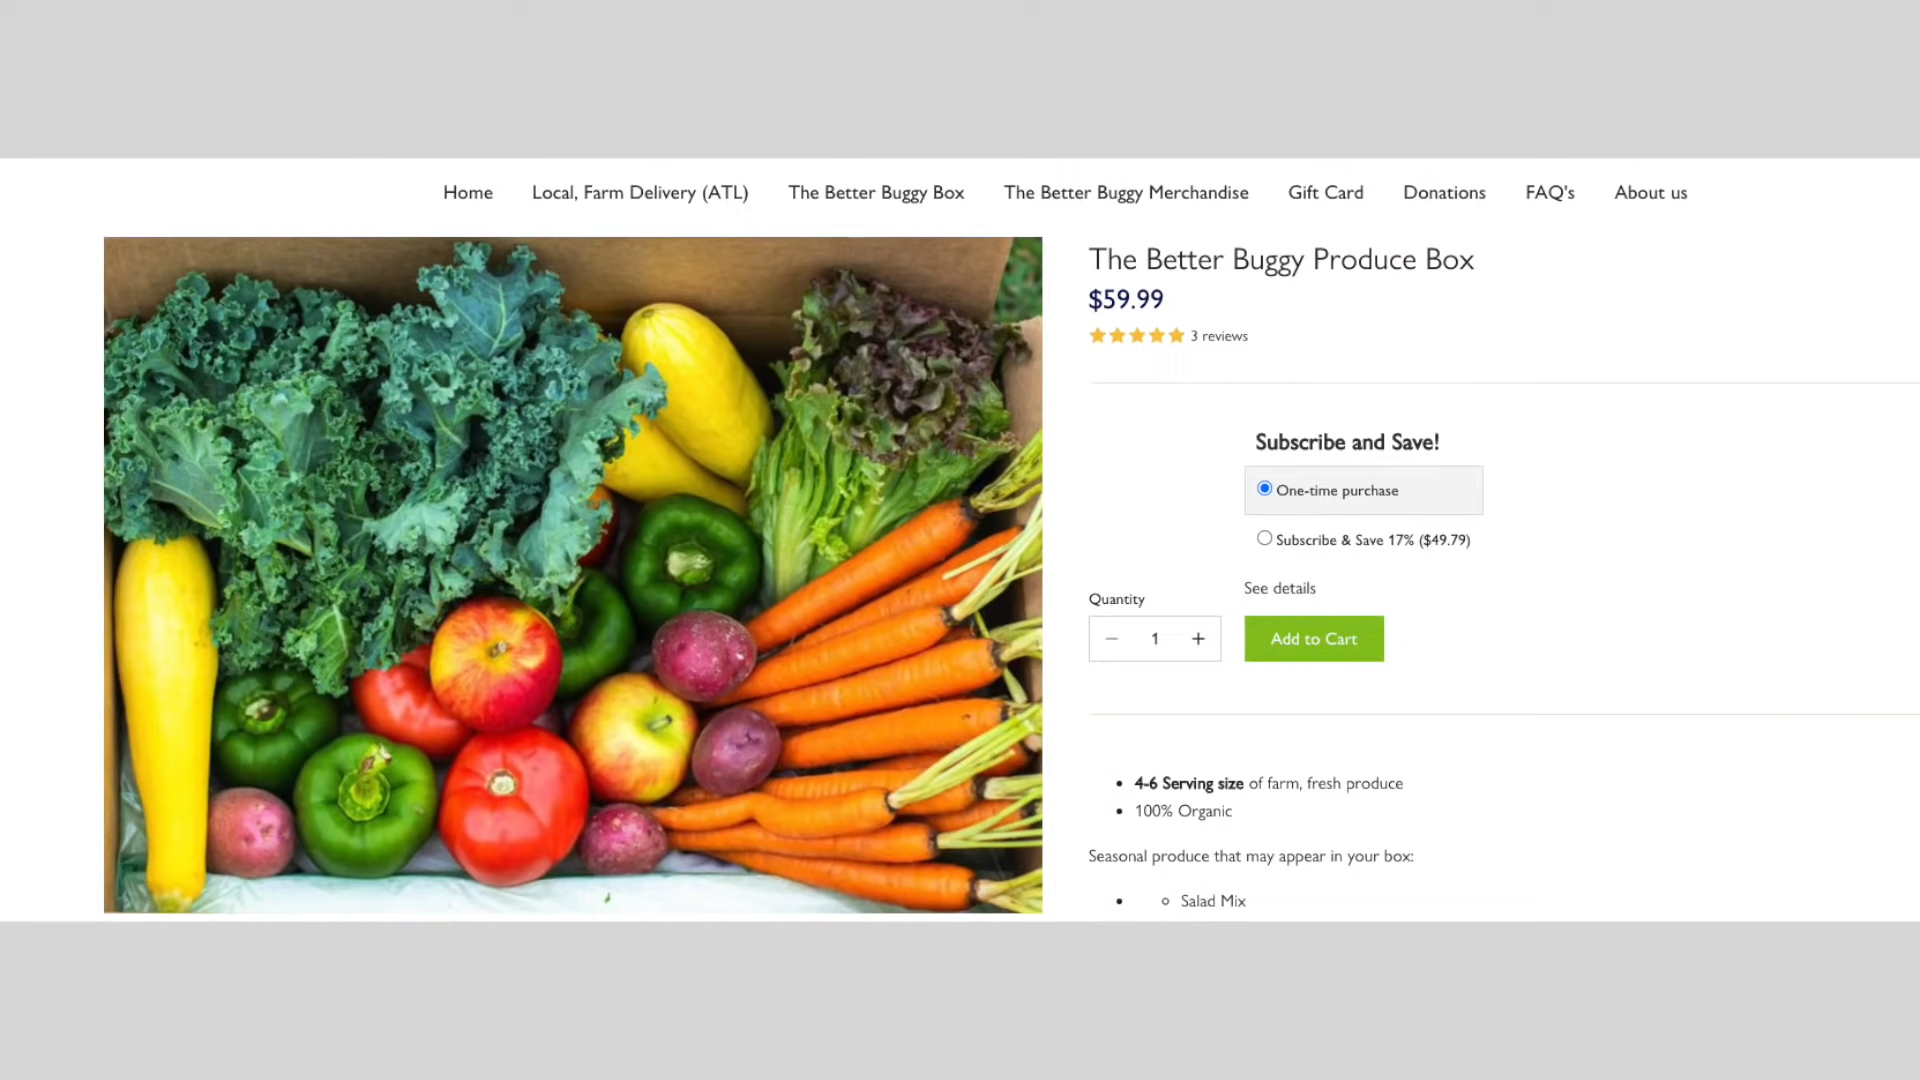 Home Local, Farm Delivery (ATL) The Better Buggy Box The Better Buggy Merchandise Gift Card Donations FAQ's About us
The Better Buggy Produce Box
$59.99
3 reviews
Subscribe and Save!
One-time purchase
Subscribe & Save 17% ($49.79)
See details
Quantity
1
Add to Cart
4-6 Serving size of farm, fresh produce
100% Organic
Seasonal produce that may appear in your box:
Salad Mix